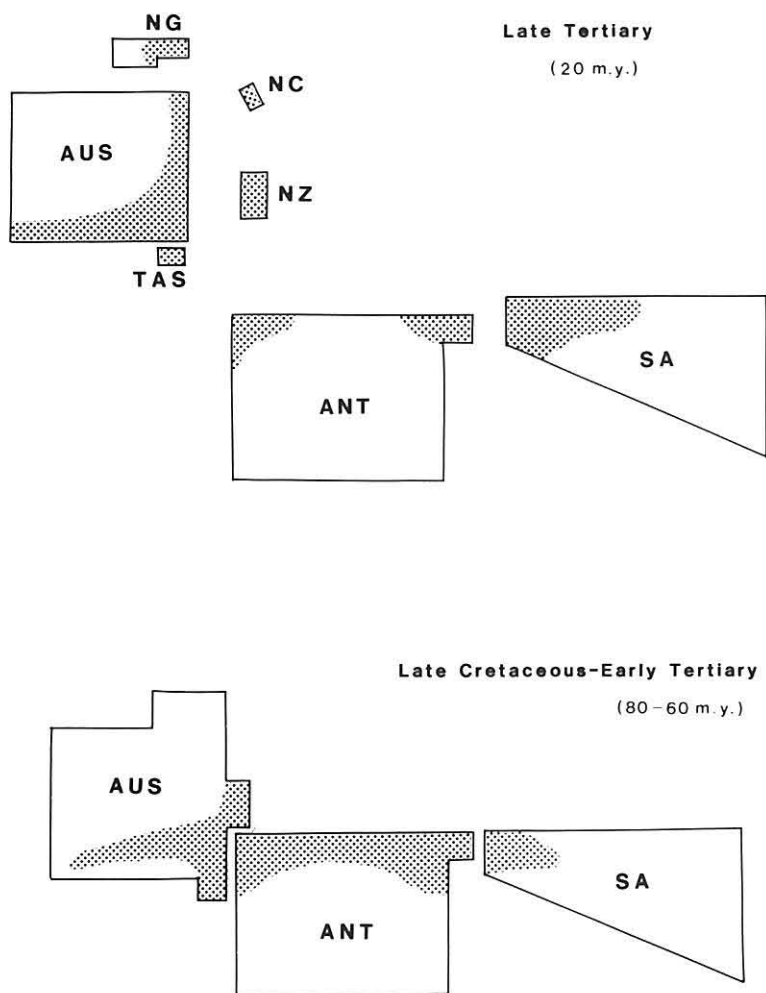 NG
Late Tertiary
(20 m.y.)
NC
AUS
NZ
TAS
SA
ANT
Late Cretaceous-Early Tertiary
(80-60 m.y.)
AUS
SA
ANT